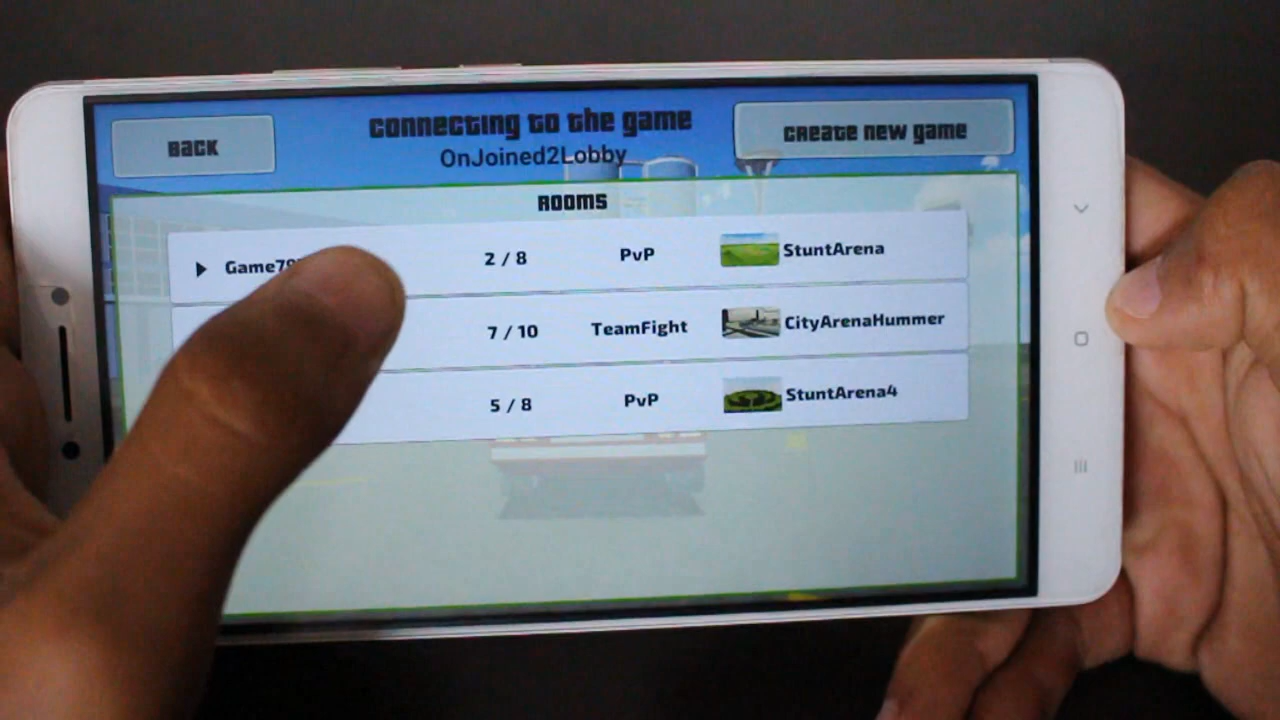 BACK
connecting to the game
CREATE NEW GAME
OnJoined2Lobby
ROOMS
2 / 8 PvP StuntArena
7 / 10 TeamFight CityArenaHummer
5 / 8 PvP StuntArena4